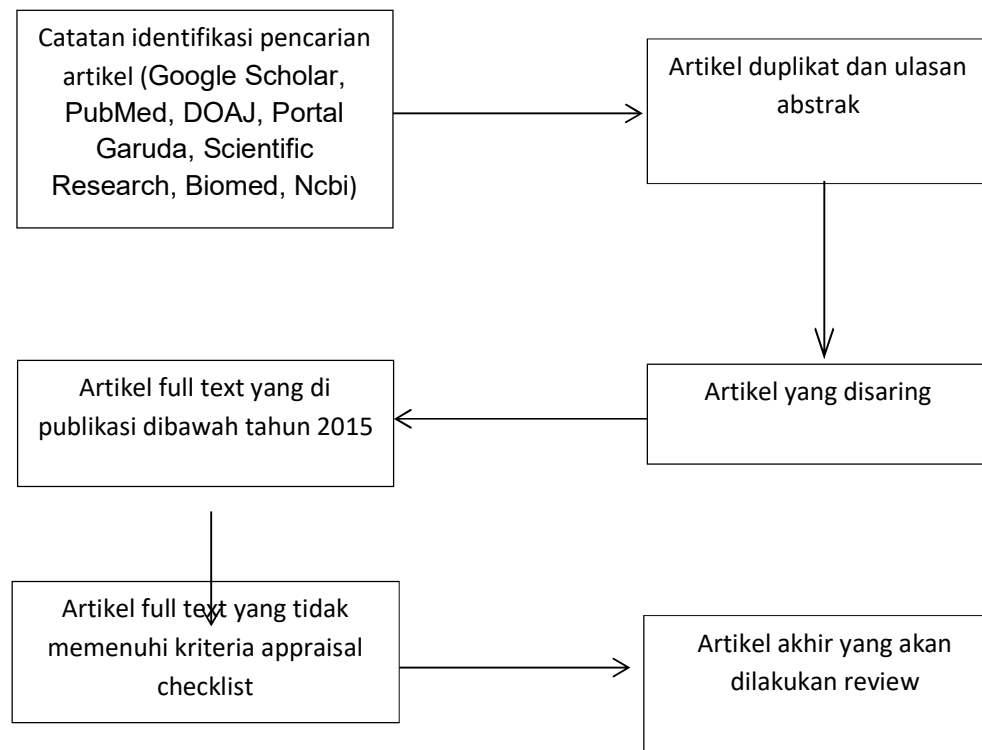 Catatan identifikasi pencarian
artikel (Google Scholar,
PubMed, DOAJ, Portal
Garuda, Scientific
Research, Biomed, Ncbi)
Artikel duplikat dan ulasan
abstrak
Artikel yang disaring
Artikel full text yang di
publikasi dibawah tahun 2015
Artikel full text yang tidak
memenuhi kriteria appraisal
checklist
Artikel akhir yang akan
dilakukan review